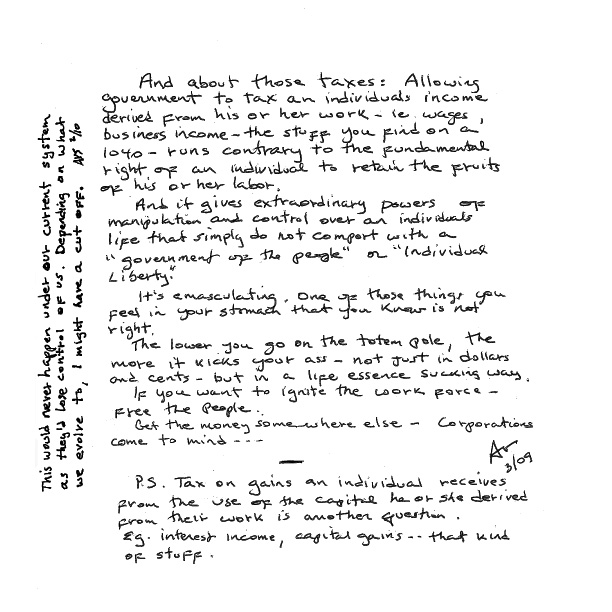 And about those taxes: Allowing
government to tax an individuals income
derived from his or her work - ie. wages,
business income - the stuff you find on a
1040 - runs contrary to the fundamental
right of an individual to retain the fruits
of his or her labor.
And it gives extraordinary powers of
manipulation and control over an individuals
life that simply do not comport with a
"government of the people" or "Individual
Liberty."
It's emasculating. One of those things you
feel in your stomach that you know is not
right.
The lower you go on the totem pole, the
more it kicks your ass - not just in dollars
and cents - but in a life essence sucking way.
If you want to ignite the work force -
Free the People.
Get the money somewhere else - Corporations
come to mind ---
3/09
P.S. Tax on gains an individual receives
from the use of the capital he or she derived
from their work is another question.
Eg. interest income, capital gains -- that kind
of stuff.
This would never happen under our current system
as they'd lose control of us. Depending on what
we evolve to, I might have a cut off. 2/10